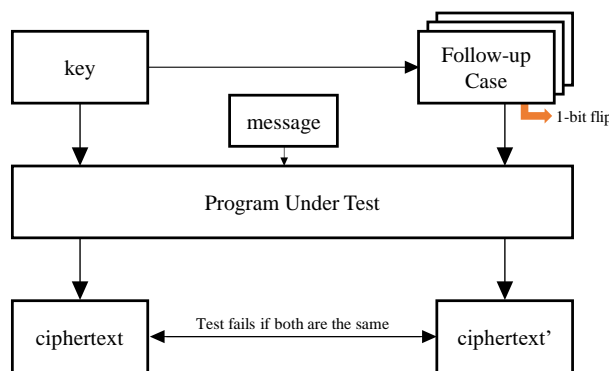 key
Follow-up
Case
1-bit flip
message
Program Under Test
Test fails if both are the same
ciphertext
ciphertext’